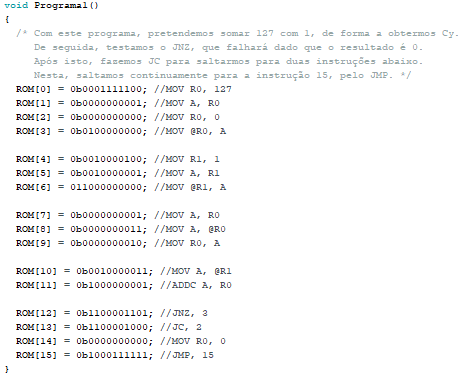 void Programa1()
{
/* Com este programa, pretendemos somar 127 com 1, de forma a obtermos Cy.
De seguida, testamos o JNZ, que falhará dado que o resultado é 0.
Após isto, fazemos JC para saltarmos para duas instruções abaixo.
Nesta, saltamos continuamente para a instrução 15, pelo JMP. */
ROM[0] = 0b0001111100; //MOV R0, 127
ROM[1] = 0b0000000001; //MOV A, R0
ROM[2] = 0b0000000000; //MOV R0, 0
ROM[3] = 0b0100000000; //MOV @R0, A
ROM[4] = 0b0010000100; //MOV R1, 1
ROM[5] = 0b0010000001; //MOV A, R1
ROM[6] = 011000000000; //MOV @R1, A
ROM[7] = 0b0000000001; //MOV A, R0
ROM[8] = 0b0000000011; //MOV A, @R0
ROM[9] = 0b0000000010; //MOV R0, A
ROM[10] = 0b0010000011; //MOV A, @R1
ROM[11] = 0b1000000001; //ADDC A, R0
ROM[12] = 0b1100001101; //JNZ, 3
ROM[13] = 0b1100001000; //JC, 2
ROM[14] = 0b0000000000; //MOV R0, 0
ROM[15] = 0b1000111111; //JMP, 15
}